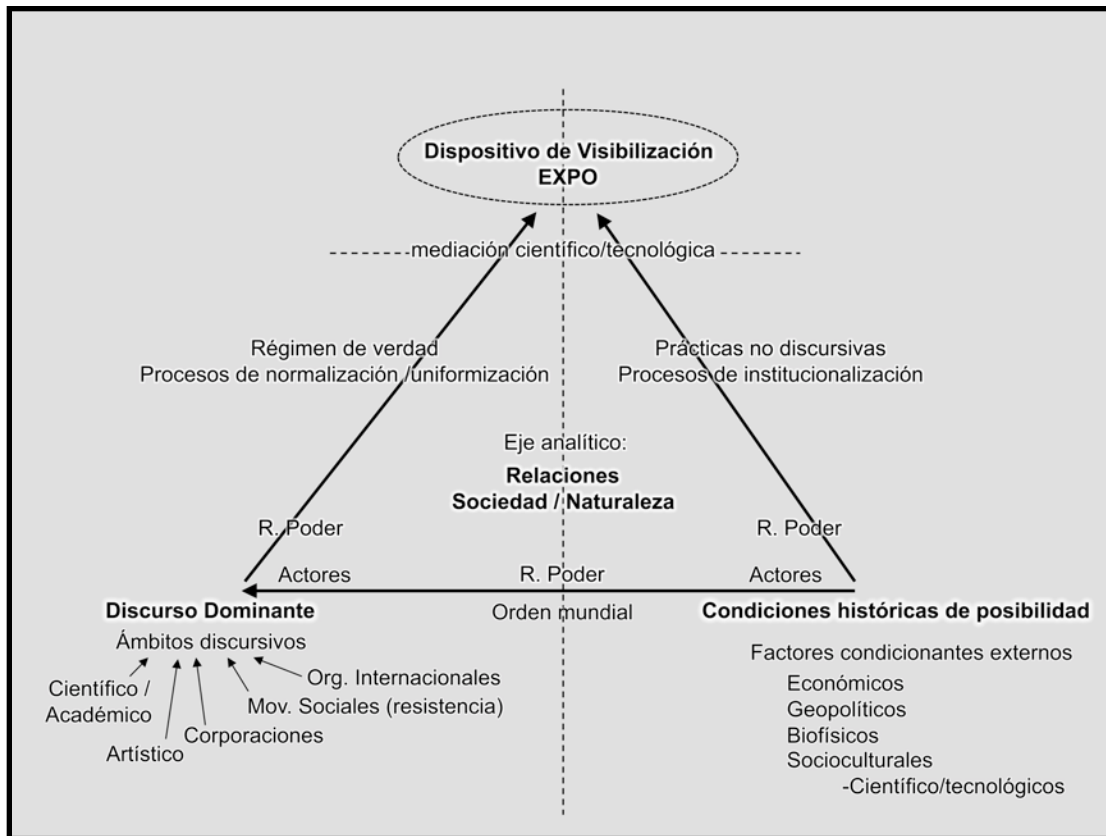 Dispositivo de Visibilización
EXPO
mediación científico/tecnológica
Régimen de verdad
Procesos de normalización /uniformización
Prácticas no discursivas
Procesos de institucionalización
Eje analítico:
Relaciones
Sociedad / Naturaleza
R. Poder
R. Poder
Actores
R. Poder
Actores
Discurso Dominante
Orden mundial
Condiciones históricas de posibilidad
Ámbitos discursivos
Científico /
Académico
Artístico
Corporaciones
Mov. Sociales (resistencia)
Org. Internacionales
Factores condicionantes externos
Económicos
Geopolíticos
Biofísicos
Socioculturales
-Científico/tecnológicos